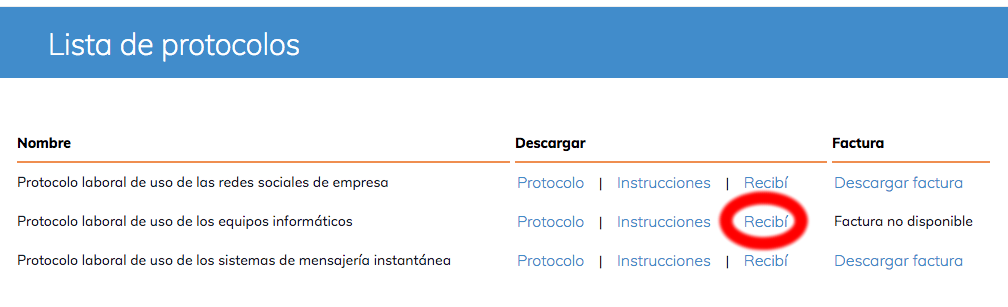 Lista de protocolos
Nombre Descargar Factura
Protocolo laboral de uso de las redes sociales de empresa Protocolo | Instrucciones | Recibí Descargar factura
Protocolo laboral de uso de los equipos informáticos Protocolo | Instrucciones | Recibí Factura no disponible
Protocolo laboral de uso de los sistemas de mensajería instantánea Protocolo | Instrucciones | Recibí Descargar factura